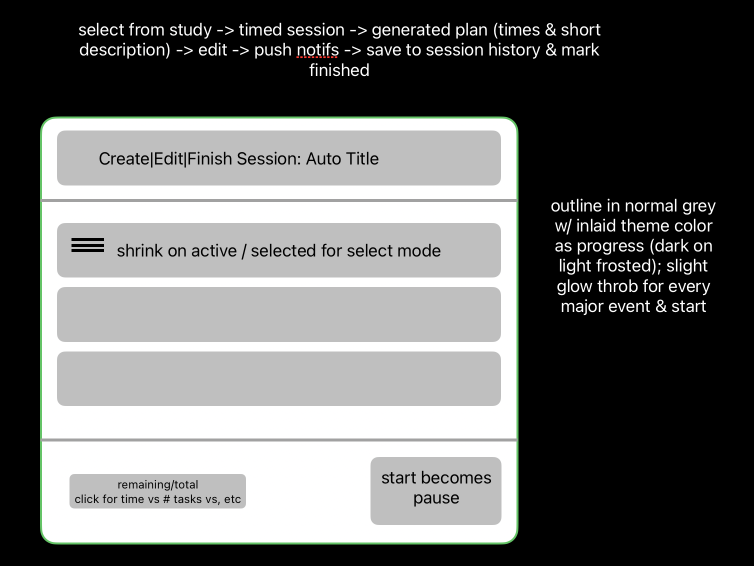 select from study -> timed session -> generated plan (times & short
description) -> edit -> push notifs -> save to session history & mark
finished
Create|Edit|Finish Session: Auto Title
shrink on active / selected for select mode
outline in normal grey
w/ inlaid theme color
as progress (dark on
light frosted); slight
glow throb for every
major event & start
remaining/total
click for time vs # tasks vs, etc
start becomes
pause